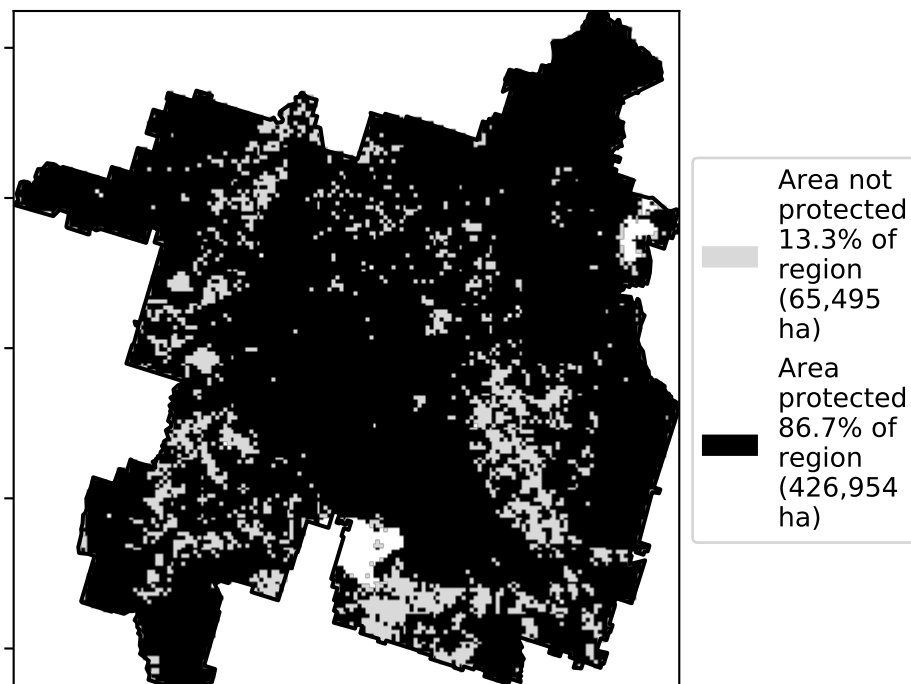 Area not
protected
13.3% of
region
(65,495
ha)
Area
protected
86.7% of
region
(426,954
ha)